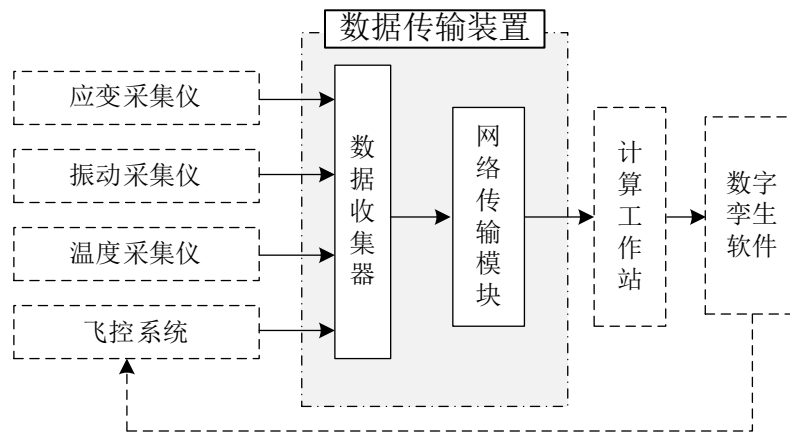 数据传输装置
应变采集仪
振动采集仪
温度采集仪
飞控系统
数据收集器
网络传输模块
计算工作站
数字
孪生
软件